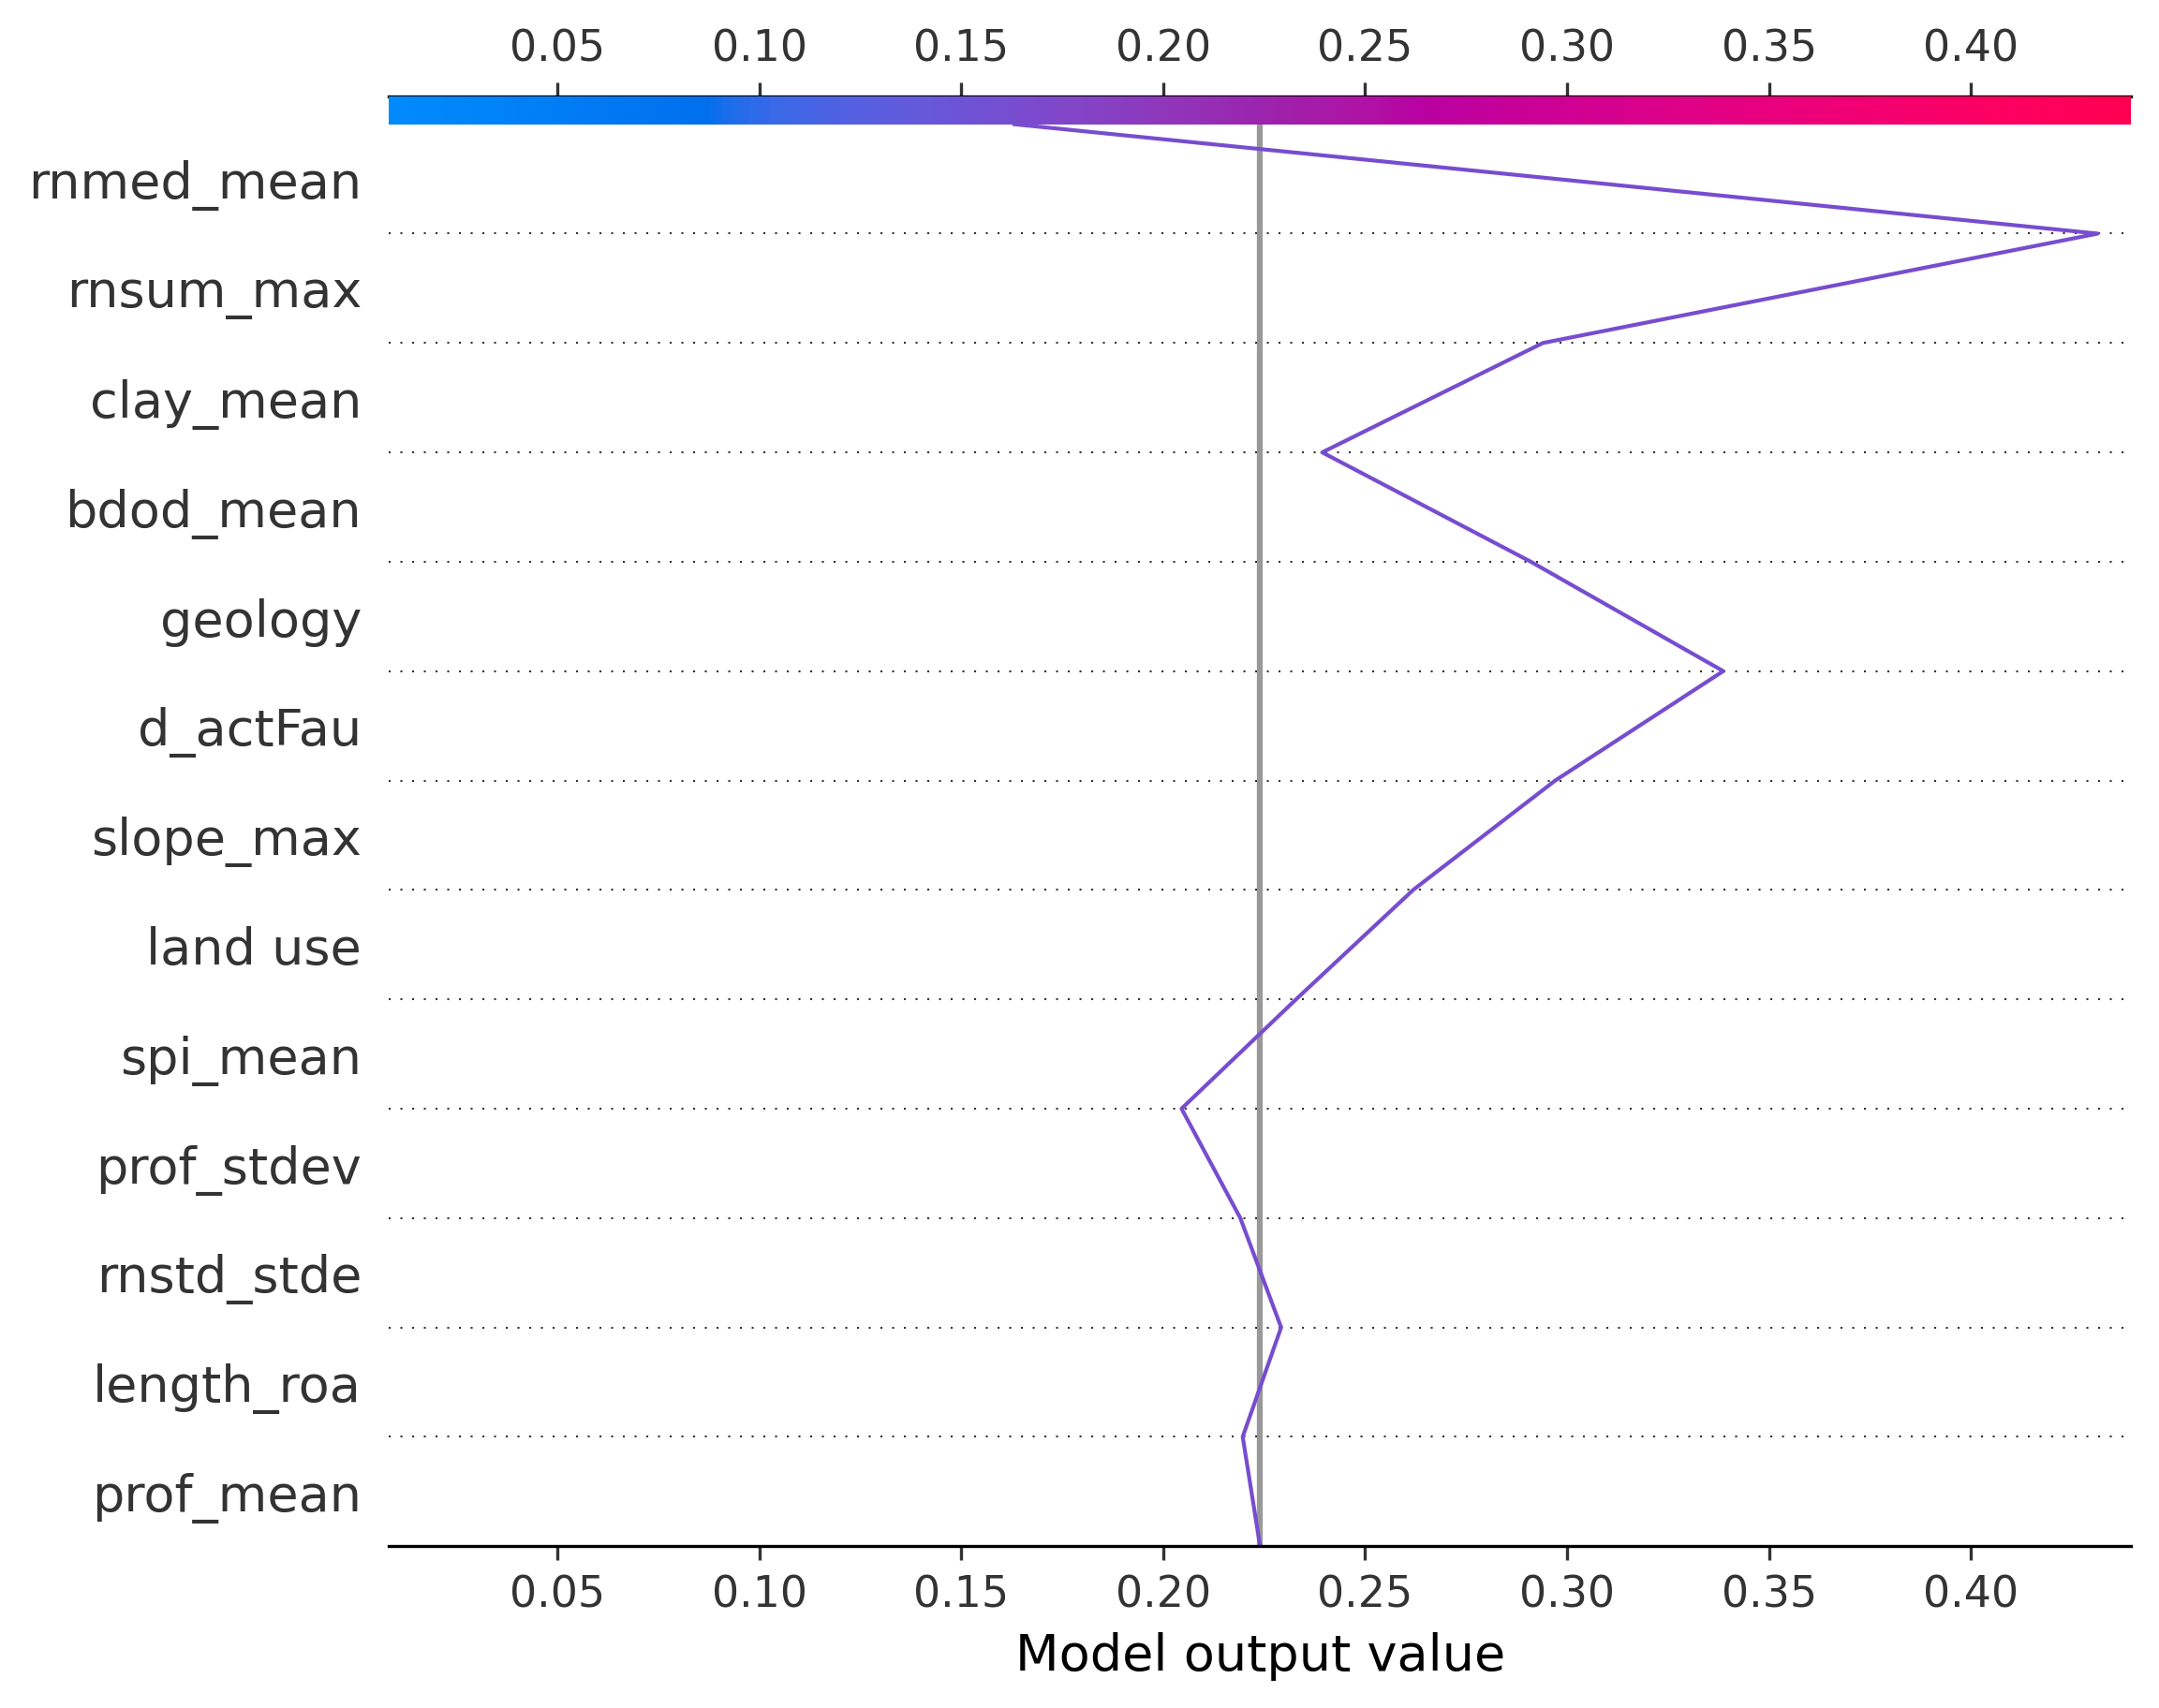 0.05 0.10 0.15 0.20 0.25 0.30 0.35 0.40
rnmed_mean
rnsum_max
clay_mean
bdod_mean
geology
d_actFau
slope_max
land use
spi_mean
prof_stdev
rnstd_stde
length_roa
prof_mean
0.05 0.10 0.15 0.20 0.25 0.30 0.35 0.40
Model output value